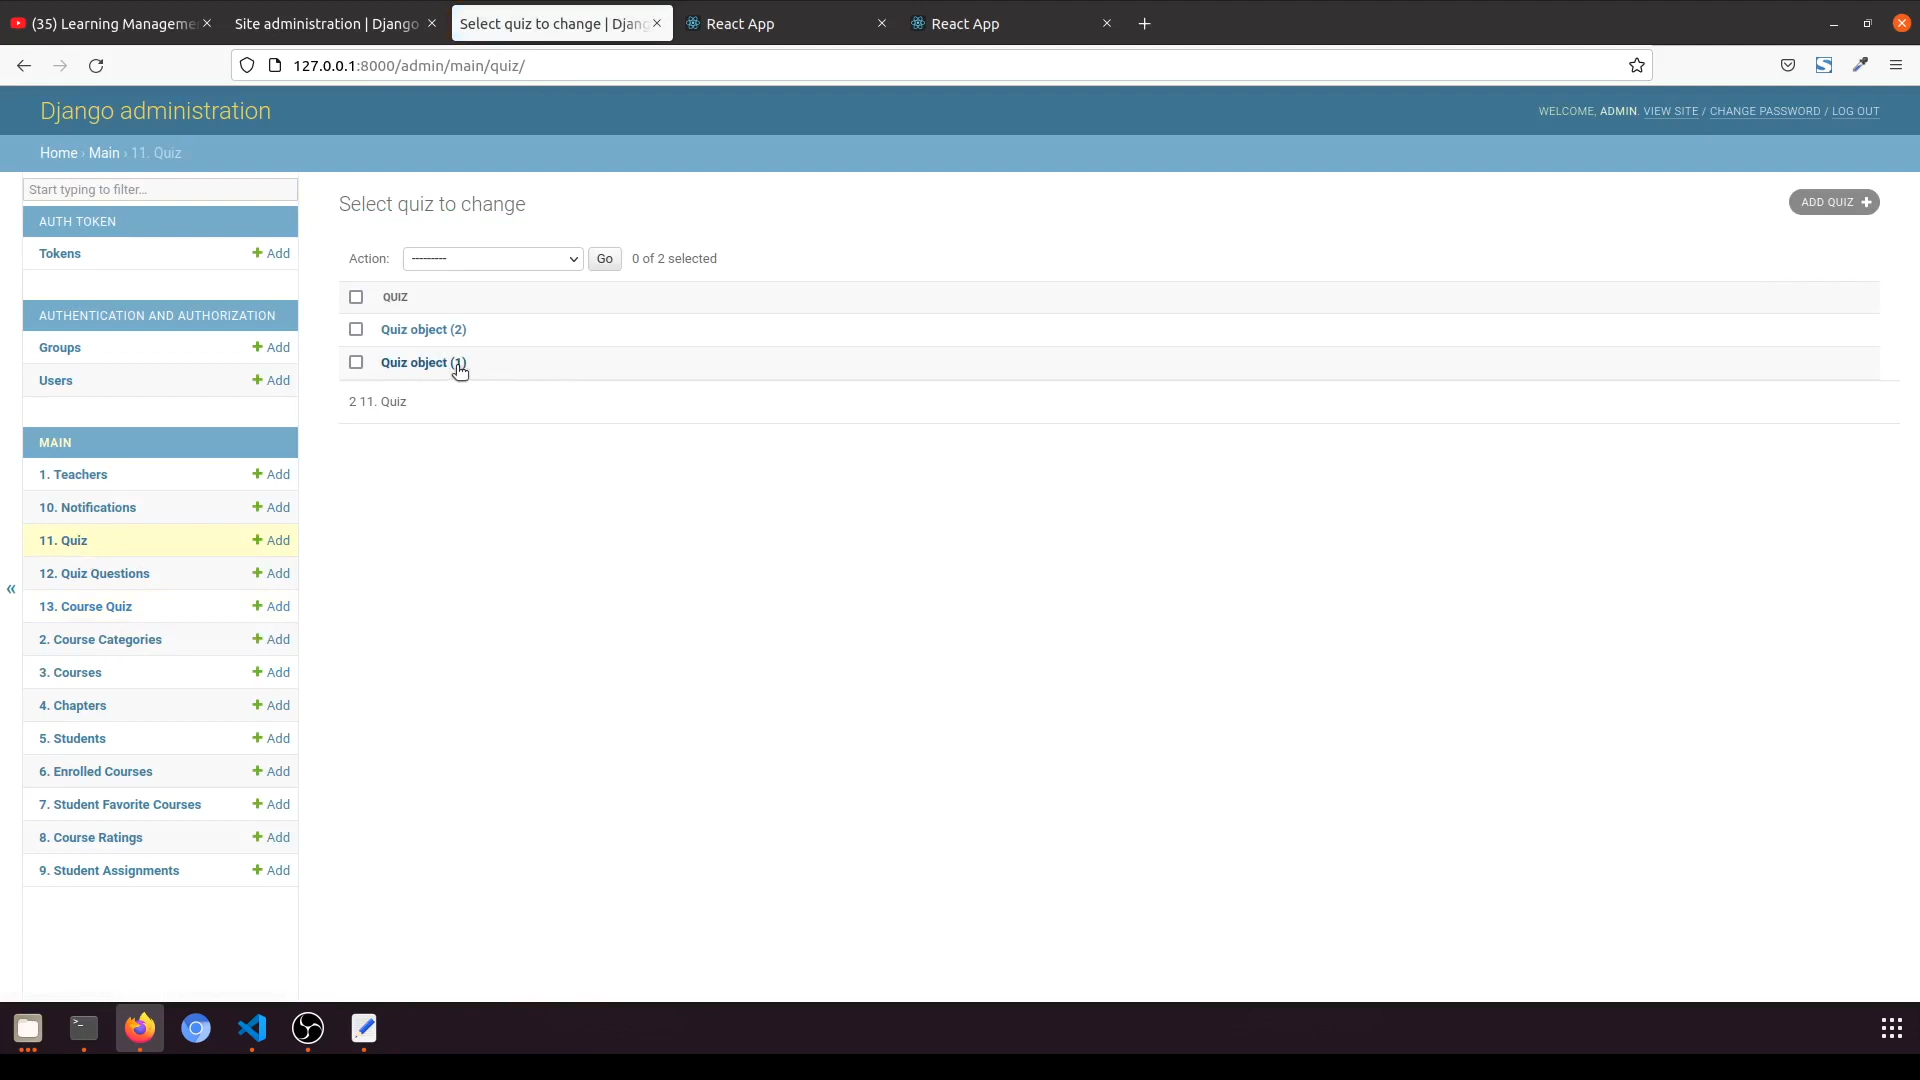 (35) Learning Manageme
Site administration | Django
Select quiz to change | Djang
React App
React App
127.0.0.1:8000/admin/main/quiz/
Django administration
WELCOME, ADMIN. VIEW SITE / CHANGE PASSWORD / LOG OUT
Home › Main › 11. Quiz
Start typing to filter...
AUTH TOKEN
Tokens
+ Add
AUTHENTICATION AND AUTHORIZATION
Groups
+ Add
Users
+ Add
MAIN
1. Teachers
+ Add
10. Notifications
+ Add
11. Quiz
+ Add
12. Quiz Questions
+ Add
13. Course Quiz
+ Add
2. Course Categories
+ Add
3. Courses
+ Add
4. Chapters
+ Add
5. Students
+ Add
6. Enrolled Courses
+ Add
7. Student Favorite Courses
+ Add
8. Course Ratings
+ Add
9. Student Assignments
+ Add
«
Select quiz to change
ADD QUIZ +
Action: --------- Go 0 of 2 selected
QUIZ
Quiz object (2)
Quiz object (1)
2 11. Quiz